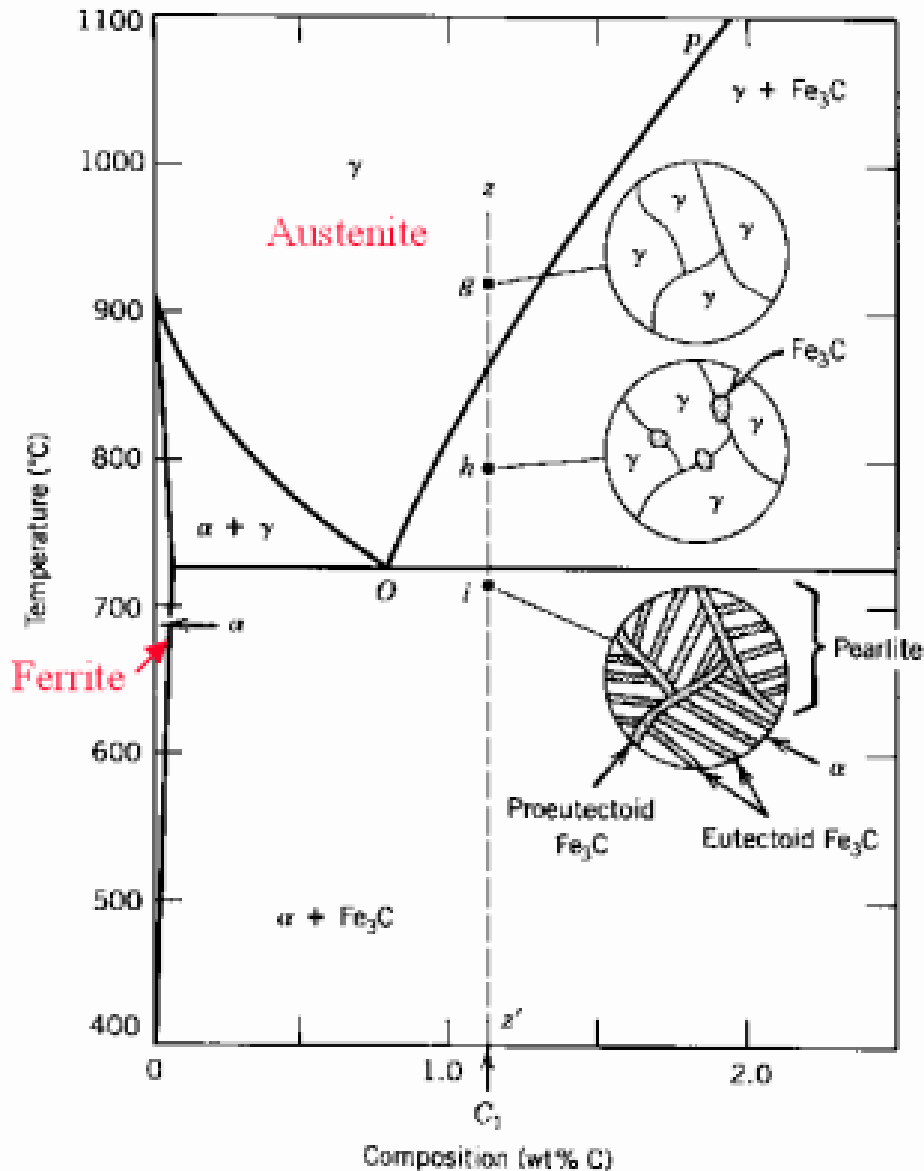 1100
p
γ + Fe₃C
1000
γ
z
γ
Austenite
γ
γ
g
γ
900
Fe₃C
γ
γ
800
h
γ
α + γ
γ
O
i
700
α
Pearlite
Ferrite
600
α
Proeutectoid
Fe₃C
Eutectoid Fe₃C
500
α + Fe₃C
400
z'
0
1.0
2.0
C₁
Composition (wt% C)
Temperature (°C)